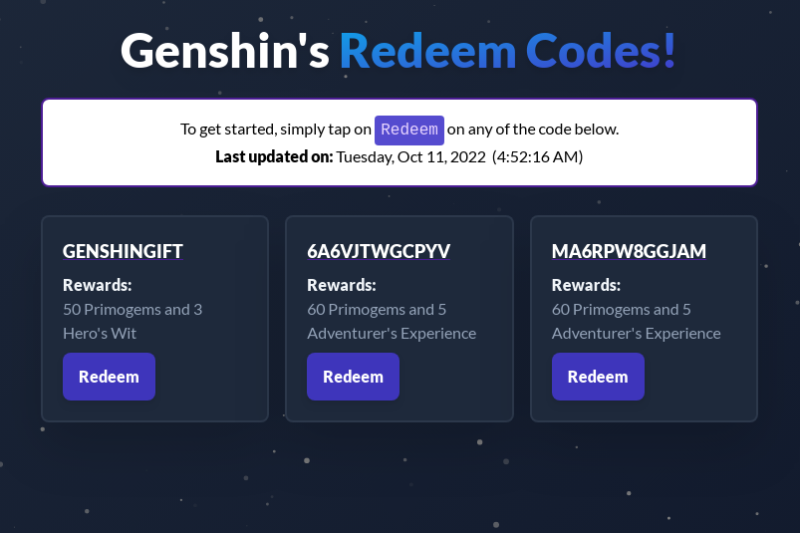 Genshin's Redeem Codes!
To get started, simply tap on Redeem on any of the code below.
Last updated on: Tuesday, Oct 11, 2022 (4:52:16 AM)
GENSHINGIFT
Rewards:
50 Primogems and 3
Hero's Wit
Redeem
6A6VJTWGCPYV
Rewards:
60 Primogems and 5
Adventurer's Experience
Redeem
MA6RPW8GGJAM
Rewards:
60 Primogems and 5
Adventurer's Experience
Redeem